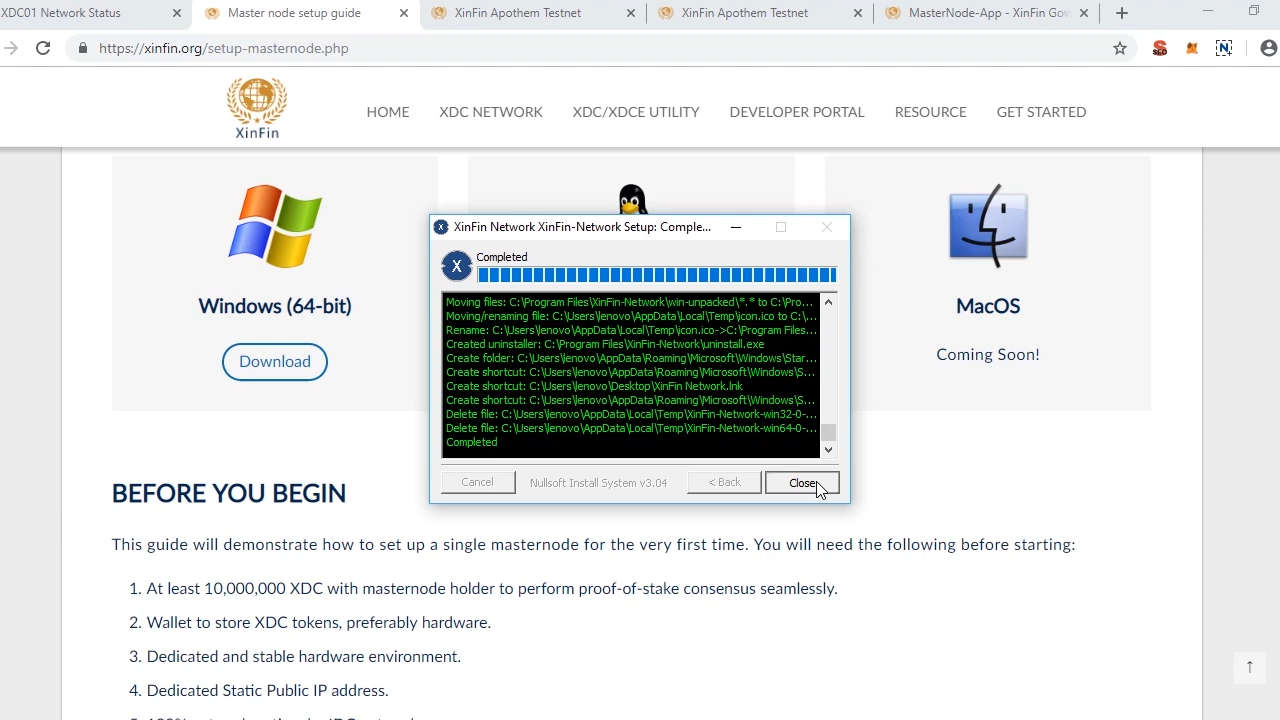 XDC01 Network Status
Master node setup guide
XinFin Apothem Testnet
XinFin Apothem Testnet
MasterNode-App - XinFin Gov
https://xinfin.org/setup-masternode.php
XinFin
HOME
XDC NETWORK
XDC/XDCE UTILITY
DEVELOPER PORTAL
RESOURCE
GET STARTED
Windows (64-bit)
Download
MacOS
Coming Soon!
XinFin Network XinFin-Network Setup: Comple...
X
Completed
Moving files: C:\Program Files\XinFin-Network\win-unpacked\*.* to C:\Pro...
Moving/renaming file: C:\Users\lenovo\AppData\Local\Temp\icon.ico to C:\...
Rename: C:\Users\lenovo\AppData\Local\Temp\icon.ico->C:\Program Files...
Created uninstaller: C:\Program Files\XinFin-Network\uninstall.exe
Create folder: C:\Users\lenovo\AppData\Roaming\Microsoft\Windows\Star...
Create shortcut: C:\Users\lenovo\AppData\Roaming\Microsoft\Windows\S...
Create shortcut: C:\Users\lenovo\Desktop\XinFin Network.lnk
Create shortcut: C:\Users\lenovo\AppData\Roaming\Microsoft\Windows\S...
Delete file: C:\Users\lenovo\AppData\Local\Temp\XinFin-Network-win32-0-...
Delete file: C:\Users\lenovo\AppData\Local\Temp\XinFin-Network-win64-0-...
Completed
Cancel
Nullsoft Install System v3.04
< Back
Close
BEFORE YOU BEGIN
This guide will demonstrate how to set up a single masternode for the very first time. You will need the following before starting:
1. At least 10,000,000 XDC with masternode holder to perform proof-of-stake consensus seamlessly.
2. Wallet to store XDC tokens, preferably hardware.
3. Dedicated and stable hardware environment.
4. Dedicated Static Public IP address.